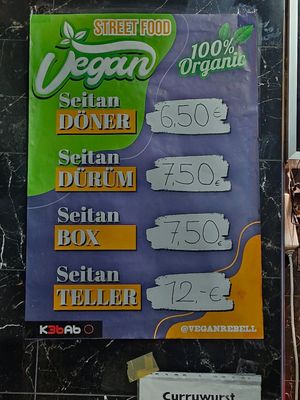 STREET FOOD
Vegan
100%
Organic
Seitan
DÖNER 6,50€
Seitan
DÜRÜM 7,50€
Seitan
BOX 7,50€
Seitan
TELLER 12,-€
K3bAb
@VEGANREBELL
Currywurst